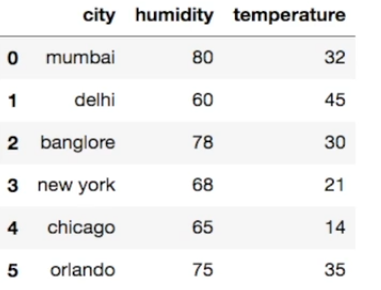 city humidity temperature
0 mumbai 80 32
1 delhi 60 45
2 banglore 78 30
3 new york 68 21
4 chicago 65 14
5 orlando 75 35